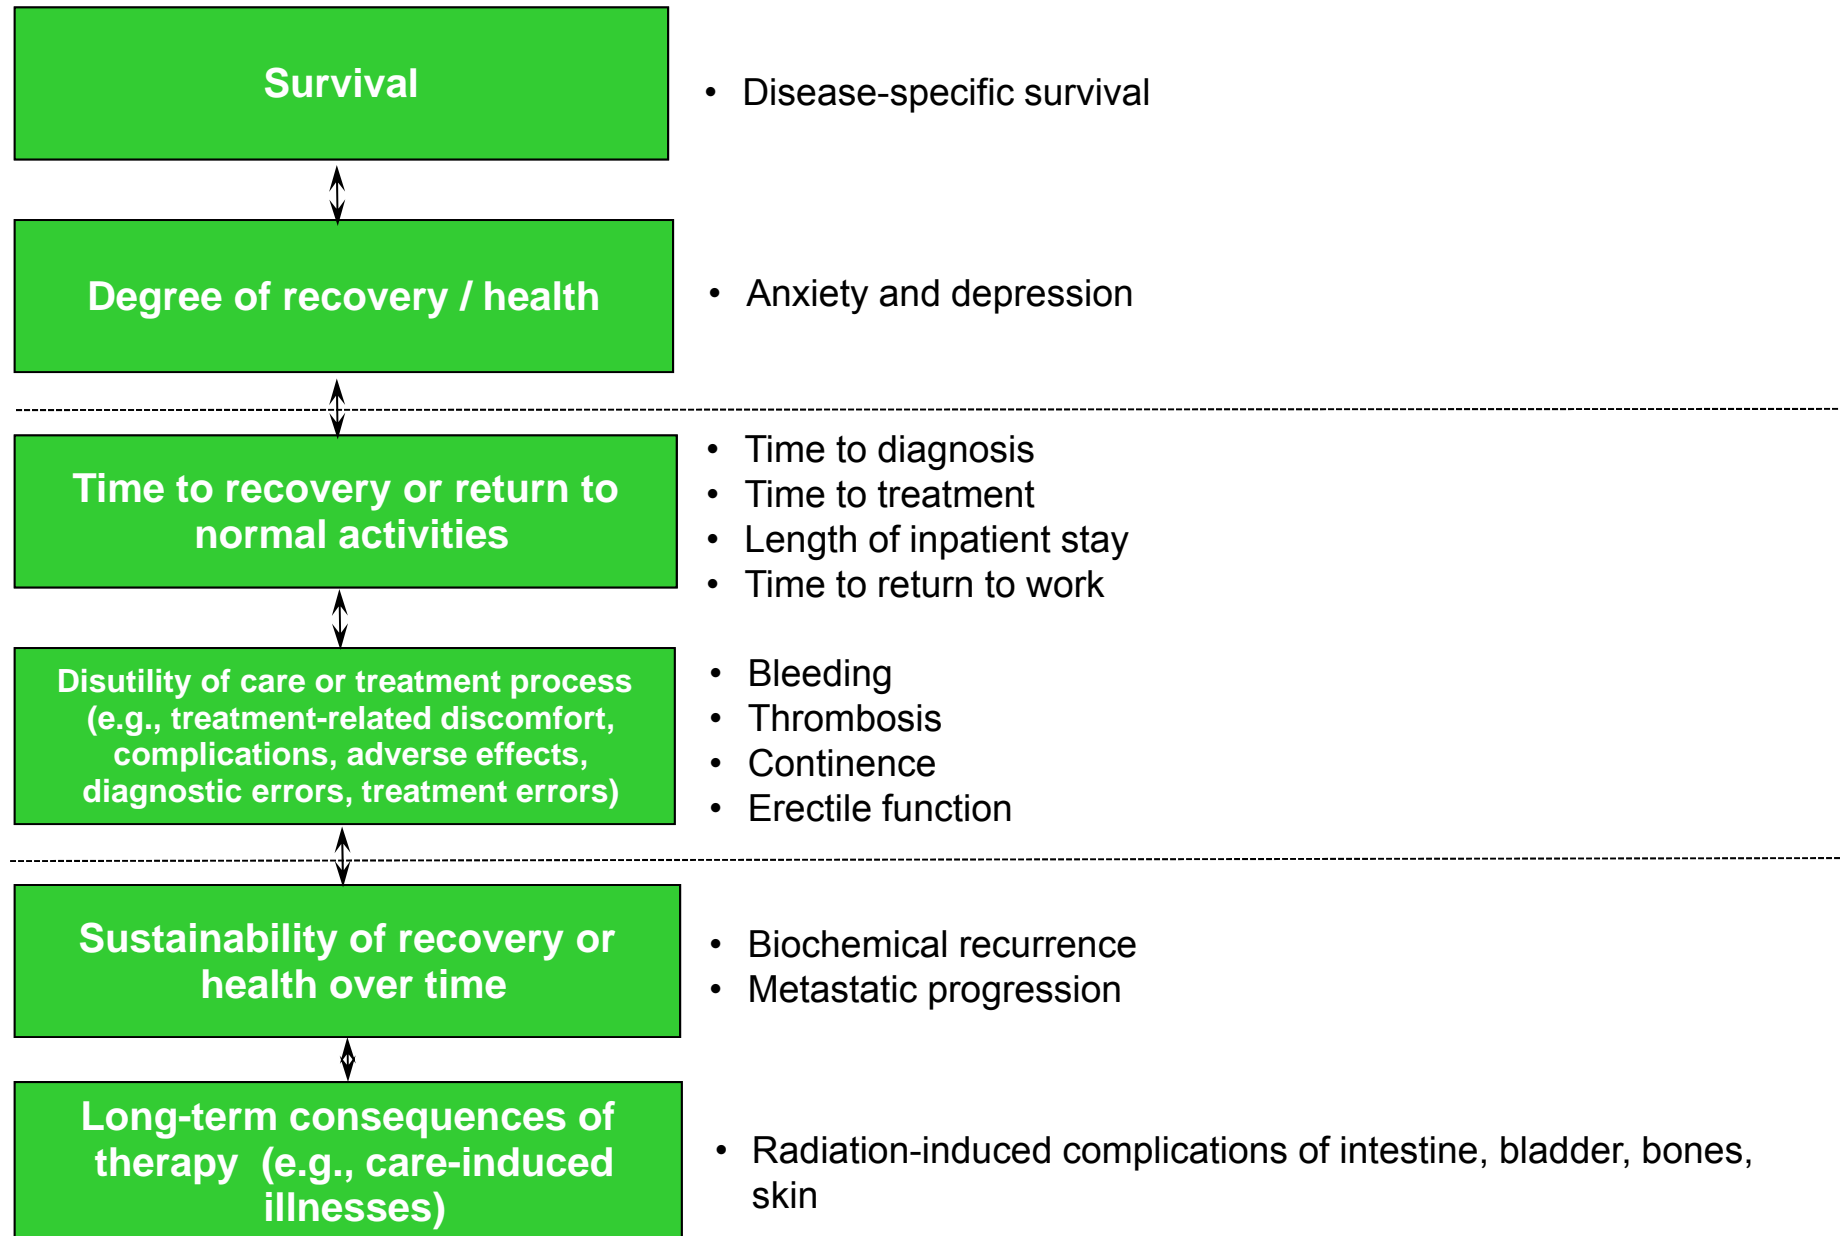 Survival
• Disease-specific survival
Degree of recovery / health
• Anxiety and depression
Time to recovery or return to
normal activities
• Time to diagnosis
• Time to treatment
• Length of inpatient stay
• Time to return to work
Disutility of care or treatment process
(e.g., treatment-related discomfort,
complications, adverse effects,
diagnostic errors, treatment errors)
• Bleeding
• Thrombosis
• Continence
• Erectile function
Sustainability of recovery or
health over time
• Biochemical recurrence
• Metastatic progression
Long-term consequences of
therapy (e.g., care-induced
illnesses)
• Radiation-induced complications of intestine, bladder, bones,
skin